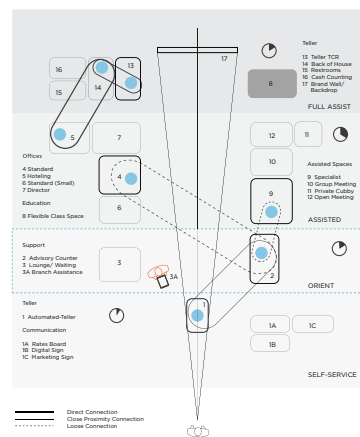 Teller
13 Teller TCR
14 Back of House
15 Restrooms
16 Cash Counting
17 Brand Wall/
Backdrop
FULL ASSIST
16
15
14
13
17
8
5
7
4
6
12
11
10
9
Offices
4 Standard
5 Hoteling
6 Standard (Small)
7 Director
Education
8 Flexible Class Space
Assisted Spaces
9 Specialist
10 Group Meeting
11 Private Cubby
12 Open Meeting
ASSISTED
Support
2 Advisory Counter
3 Lounge/ Waiting
3A Branch Assistance
3
3A
2
ORIENT
Teller
1 Automated-Teller
Communication
1A Rates Board
1B Digital Sign
1C Marketing Sign
1
1A
1C
1B
SELF-SERVICE
Direct Connection
Close Proximity Connection
Loose Connection